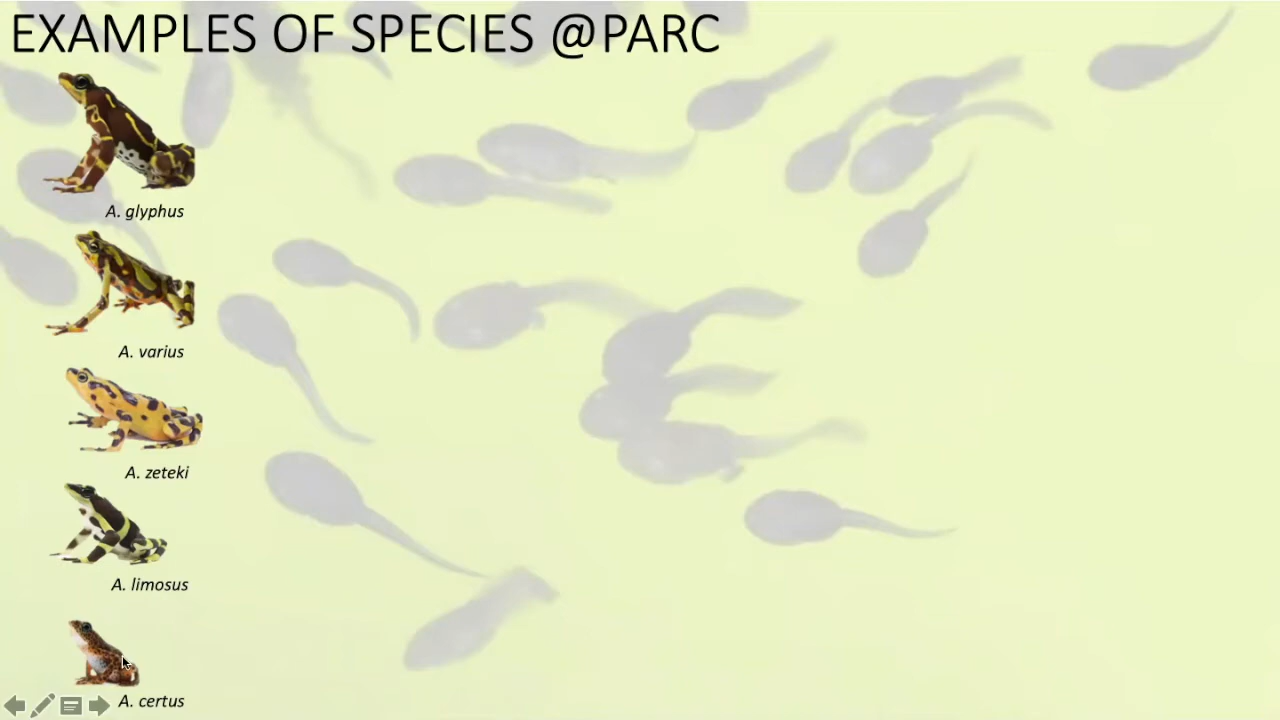 EXAMPLES OF SPECIES @PARC
A. glyphus
A. varius
A. zeteki
A. limosus
A. certus